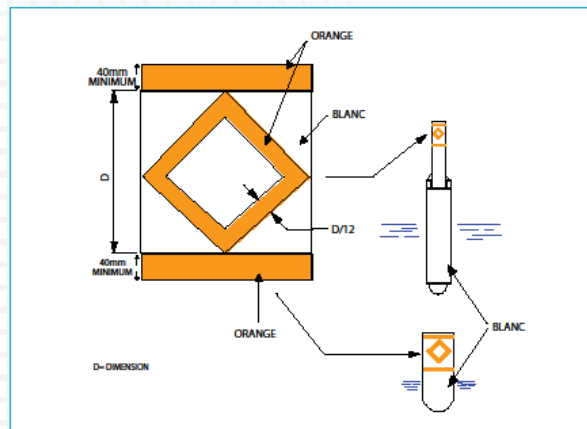 ORANGE
40mm
MINIMUM
BLANC
D
D/12
40mm
MINIMUM
ORANGE
BLANC
D= DIMENSION